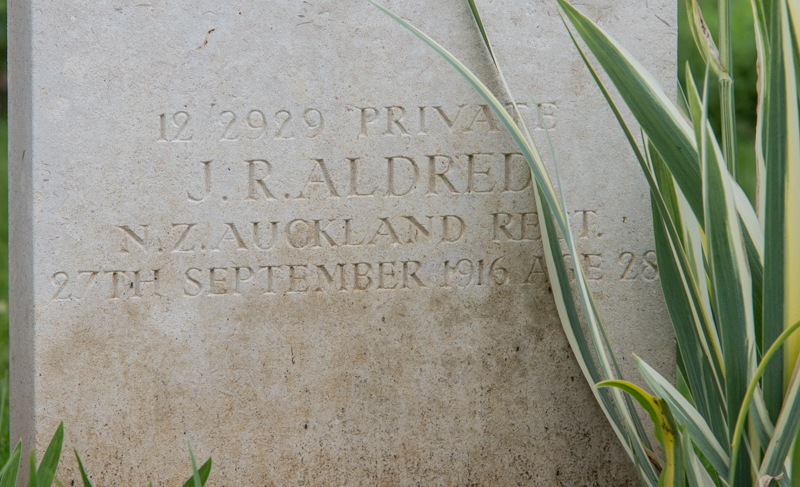 12 2929 PRIVATE
J.R.ALDRED
N.Z.AUCKLAND REGT.
27TH SEPTEMBER 1916 AGE 28